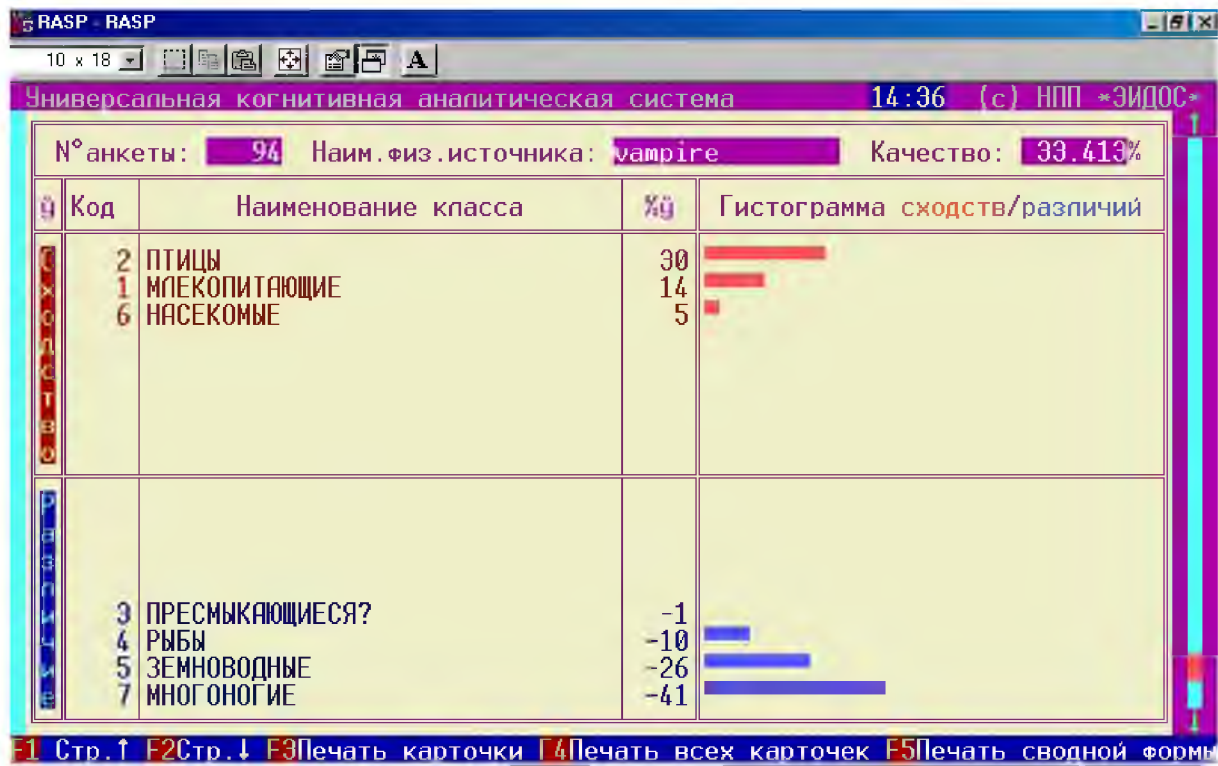 RASP - RASP
10 x 18
A
Универсальная когнитивная аналитическая система 14:36 (c) НПП *ЭЙДОС*
N°анкеты: 94 Наим.физ.источника: vampire Качество: 33.413%
ÿ Код Наименование класса %ÿ Гистограмма сходств/различий
Сходство
2 ПТИЦЫ 30
1 МЛЕКОПИТАЮЩИЕ 14
6 НАСЕКОМЫЕ 5
Различие
3 ПРЕСМЫКАЮЩИЕСЯ? -1
4 РЫБЫ -10
5 ЗЕМНОВОДНЫЕ -26
7 МНОГОНОГИЕ -41
F1 Стр.↑ F2Стр.↓ F3Печать карточки F4Печать всех карточек F5Печать сводной формы